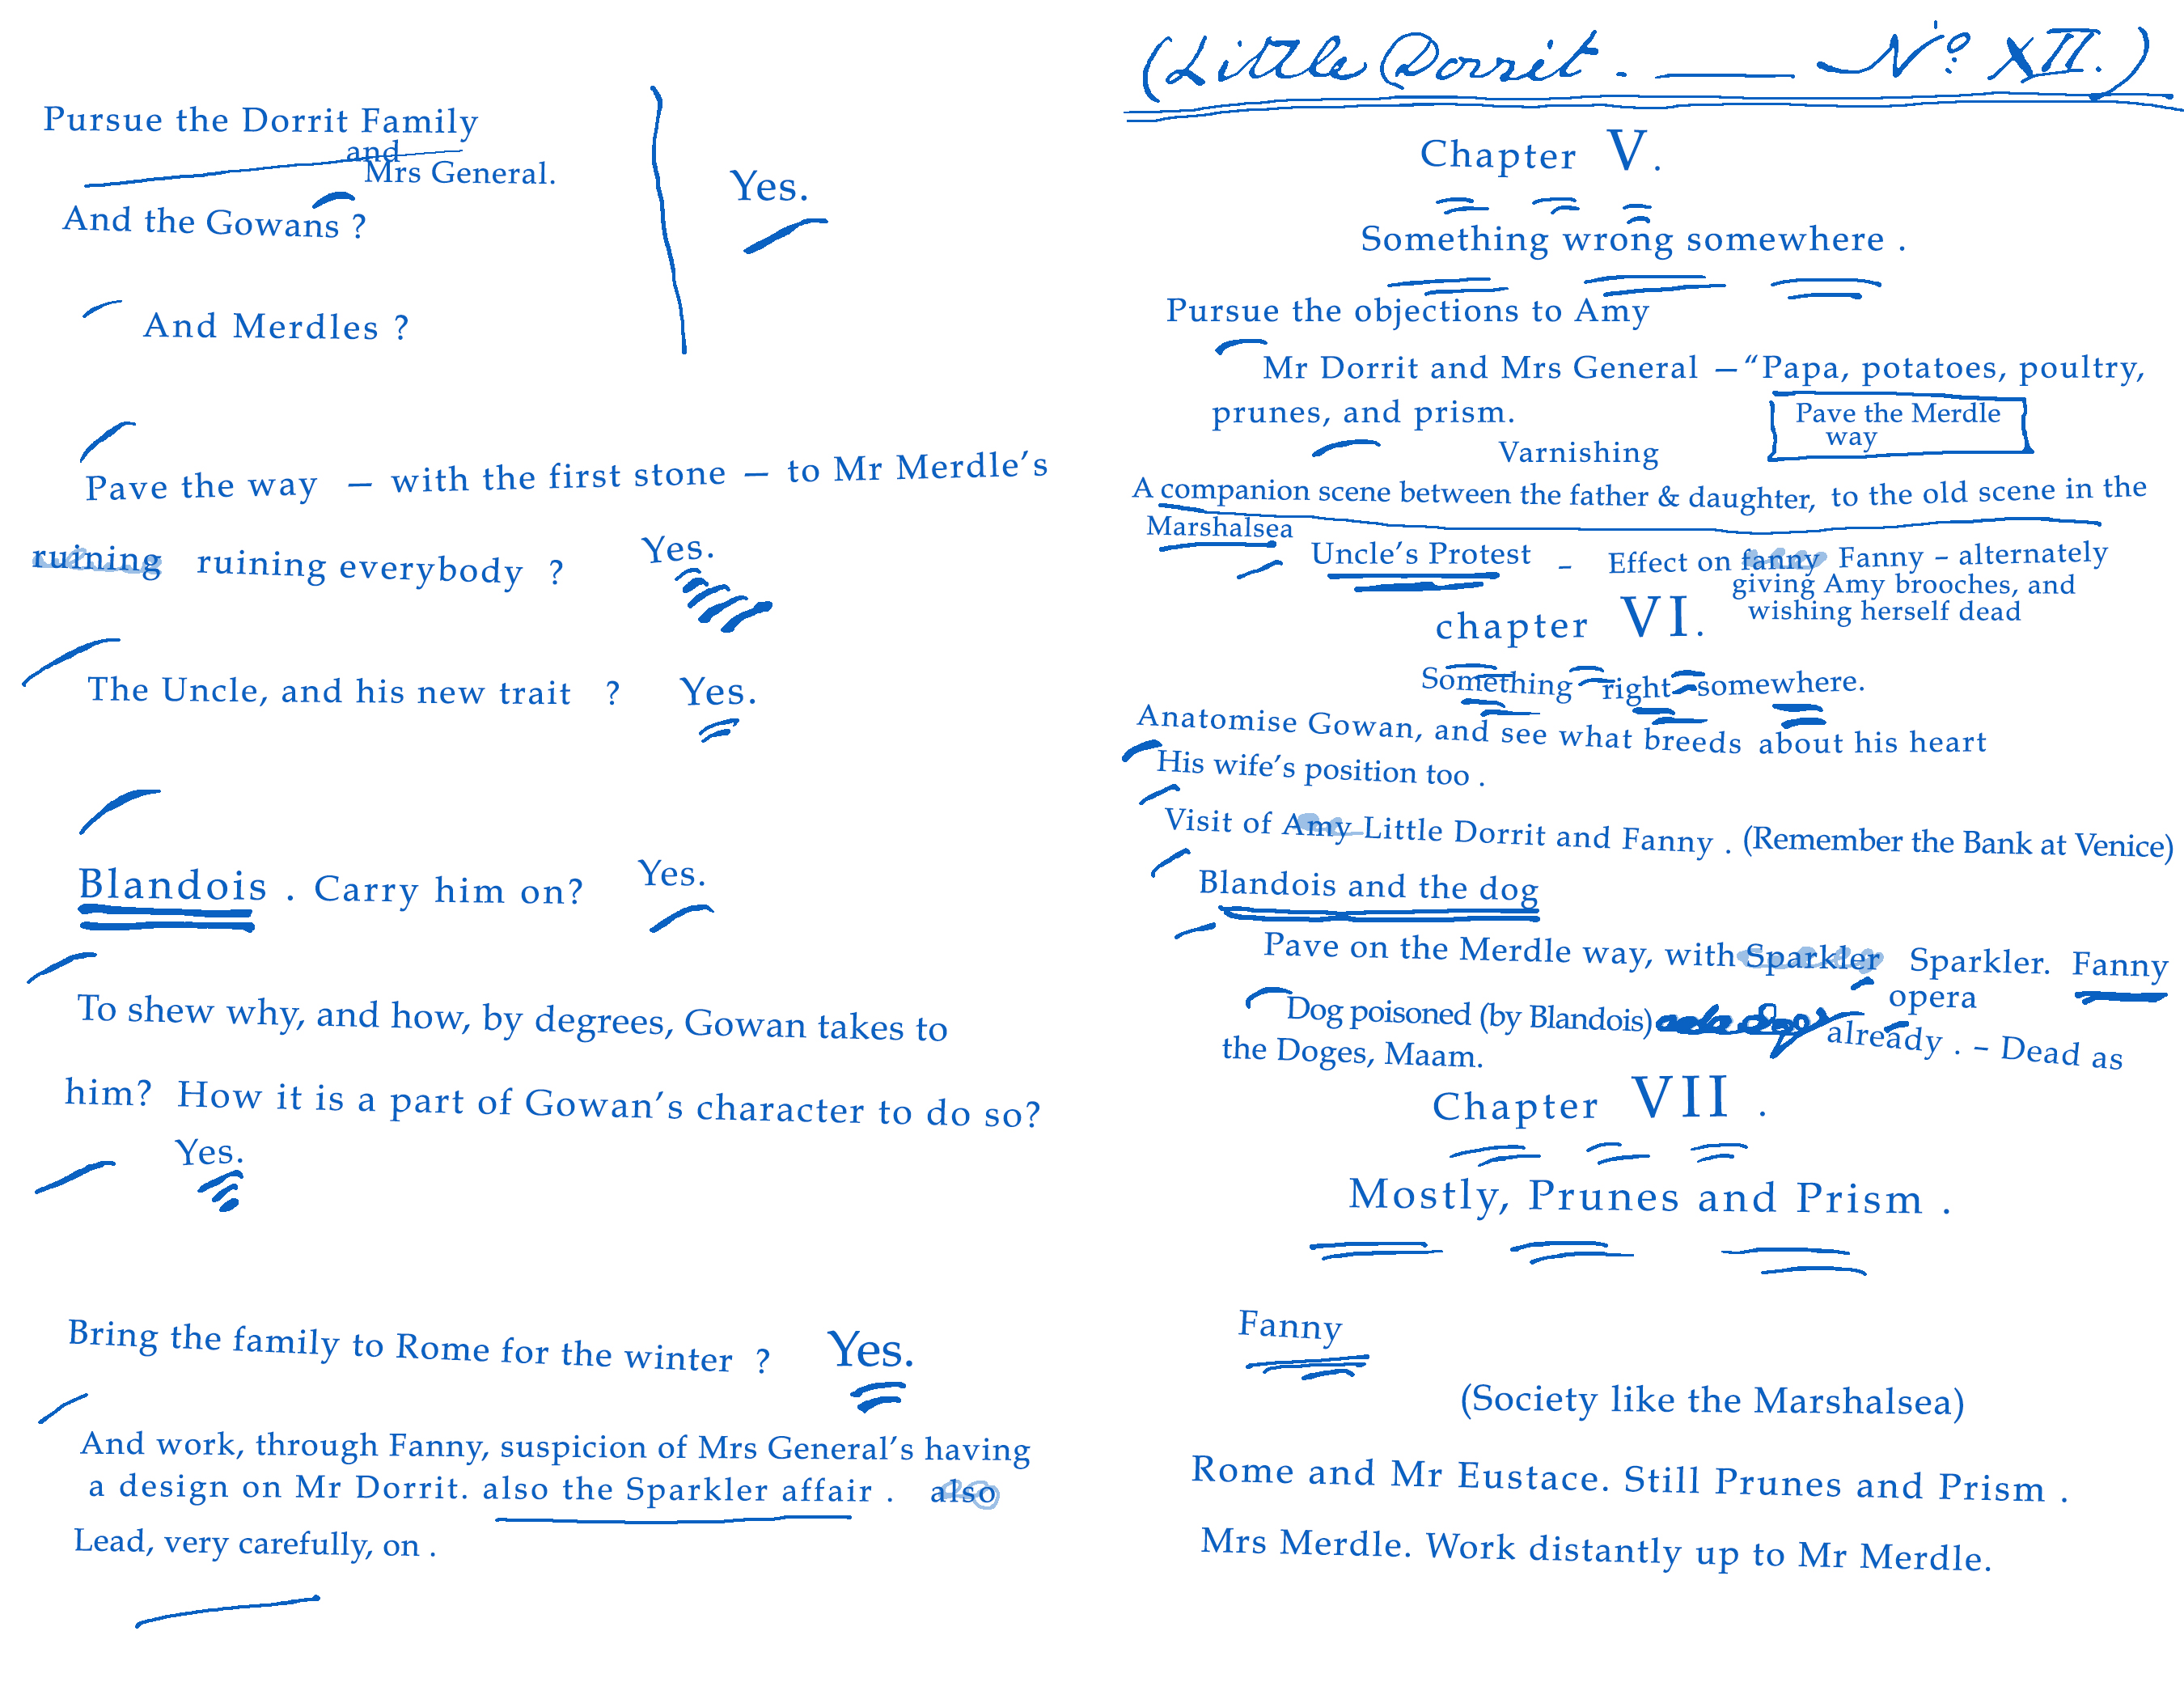 Pursue the Dorrit Family
and
Mrs General.
And the Gowans ?
Yes.
And Merdles ?
Pave the way — with the first stone — to Mr Merdle's
ruining ruining everybody ? Yes.
The Uncle, and his new trait ? Yes.
Blandois . Carry him on? Yes.
To shew why, and how, by degrees, Gowan takes to
him? How it is a part of Gowan's character to do so?
Yes.
Bring the family to Rome for the winter ? Yes.
And work, through Fanny, suspicion of Mrs General's having
a design on Mr Dorrit. also the Sparkler affair . also
Lead, very carefully, on .
(Little Dorrit. — No. XII.)
Chapter V.
Something wrong somewhere .
Pursue the objections to Amy
Mr Dorrit and Mrs General — “Papa, potatoes, poultry,
prunes, and prism.
Pave the Merdle
way
Varnishing
A companion scene between the father & daughter, to the old scene in the
Marshalsea
Uncle's Protest – Effect on fanny Fanny – alternately
giving Amy brooches, and
wishing herself dead
chapter VI.
Something right somewhere.
Anatomise Gowan, and see what breeds about his heart
His wife's position too .
Visit of Amy Little Dorrit and Fanny . (Remember the Bank at Venice)
Blandois and the dog
Pave on the Merdle way, with Sparkler Sparkler. Fanny
opera
Dog poisoned (by Blandois) already . – Dead as
the Doges, Maam.
Chapter VII .
Mostly, Prunes and Prism .
Fanny
(Society like the Marshalsea)
Rome and Mr Eustace. Still Prunes and Prism .
Mrs Merdle. Work distantly up to Mr Merdle.